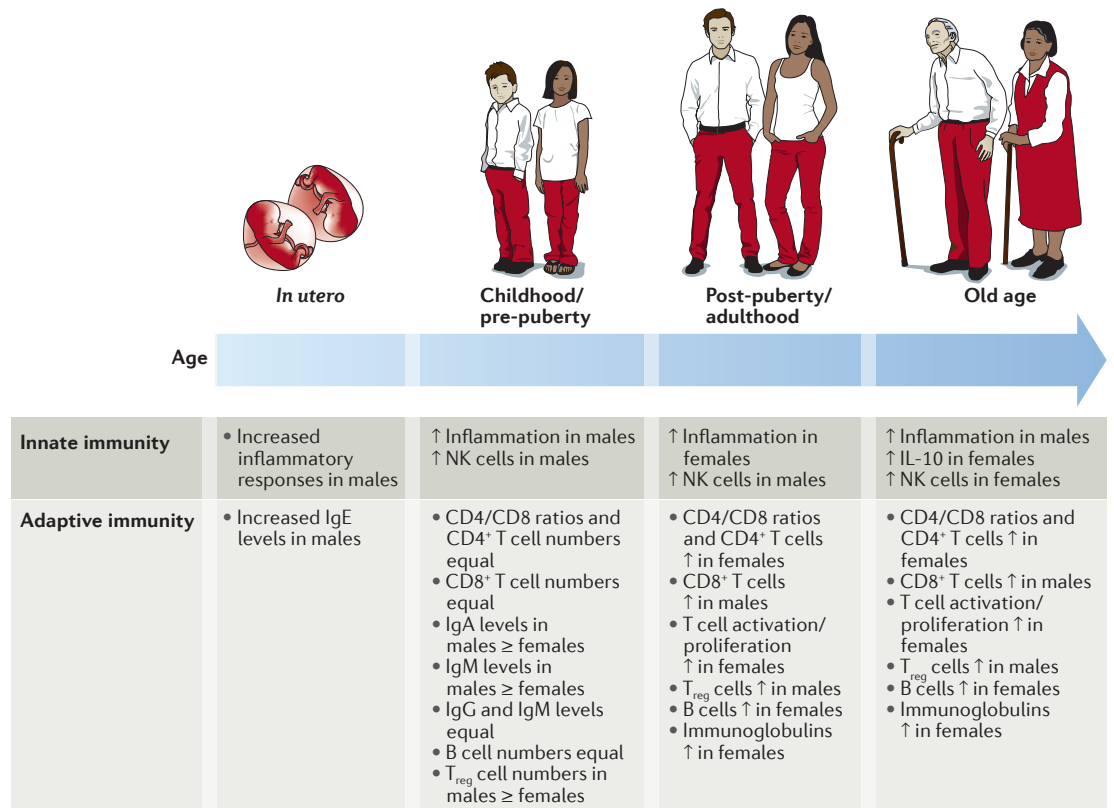 In utero
Childhood/
pre-puberty
Post-puberty/
adulthood
Old age
Age
Innate immunity
• Increased
inflammatory
responses in males
↑ Inflammation in males
↑ NK cells in males
↑ Inflammation in
females
↑ NK cells in males
↑ Inflammation in males
↑ IL-10 in females
↑ NK cells in females
Adaptive immunity
• Increased IgE
levels in males
• CD4/CD8 ratios and
CD4⁺ T cell numbers
equal
• CD8⁺ T cell numbers
equal
• IgA levels in
males ≥ females
• IgM levels in
males ≥ females
• IgG and IgM levels
equal
• B cell numbers equal
• Treg cell numbers in
males ≥ females
• CD4/CD8 ratios
and CD4⁺ T cells
↑ in females
• CD8⁺ T cells
↑ in males
• T cell activation/
proliferation
↑ in females
• Treg cells ↑ in males
• B cells ↑ in females
• Immunoglobulins
↑ in females
• CD4/CD8 ratios and
CD4⁺ T cells ↑ in
females
• CD8⁺ T cells ↑ in males
• T cell activation/
proliferation ↑ in
females
• Treg cells ↑ in males
• B cells ↑ in females
• Immunoglobulins
↑ in females